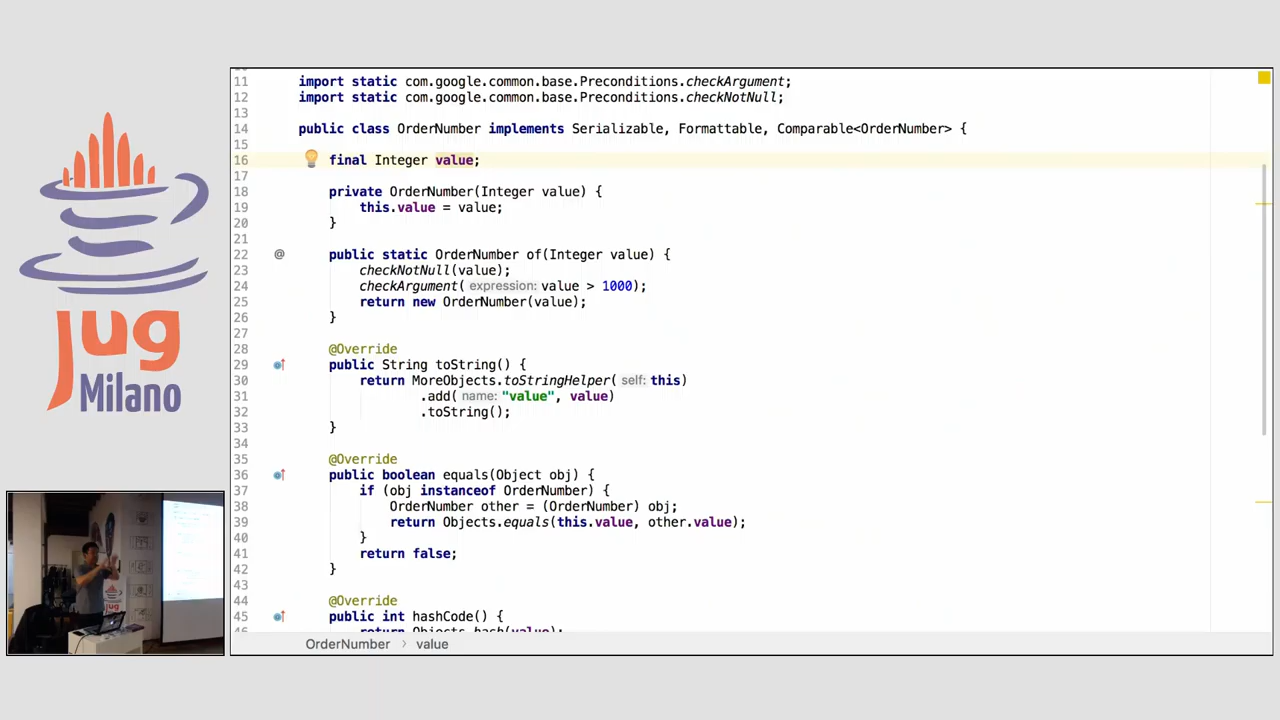 jug
Milano
11 import static com.google.common.base.Preconditions.checkArgument;
12 import static com.google.common.base.Preconditions.checkNotNull;
13
14 public class OrderNumber implements Serializable, Formattable, Comparable<OrderNumber> {
15
16 final Integer value;
17
18 private OrderNumber(Integer value) {
19 this.value = value;
20 }
21
22 @ public static OrderNumber of(Integer value) {
23 checkNotNull(value);
24 checkArgument( expression: value > 1000);
25 return new OrderNumber(value);
26 }
27
28 @Override
29 public String toString() {
30 return MoreObjects.toStringHelper( self: this)
31 .add( name: "value", value)
32 .toString();
33 }
34
35 @Override
36 public boolean equals(Object obj) {
37 if (obj instanceof OrderNumber) {
38 OrderNumber other = (OrderNumber) obj;
39 return Objects.equals(this.value, other.value);
40 }
41 return false;
42 }
43
44 @Override
45 public int hashCode() {
46 return Objects.hash(value);
OrderNumber › value
jug